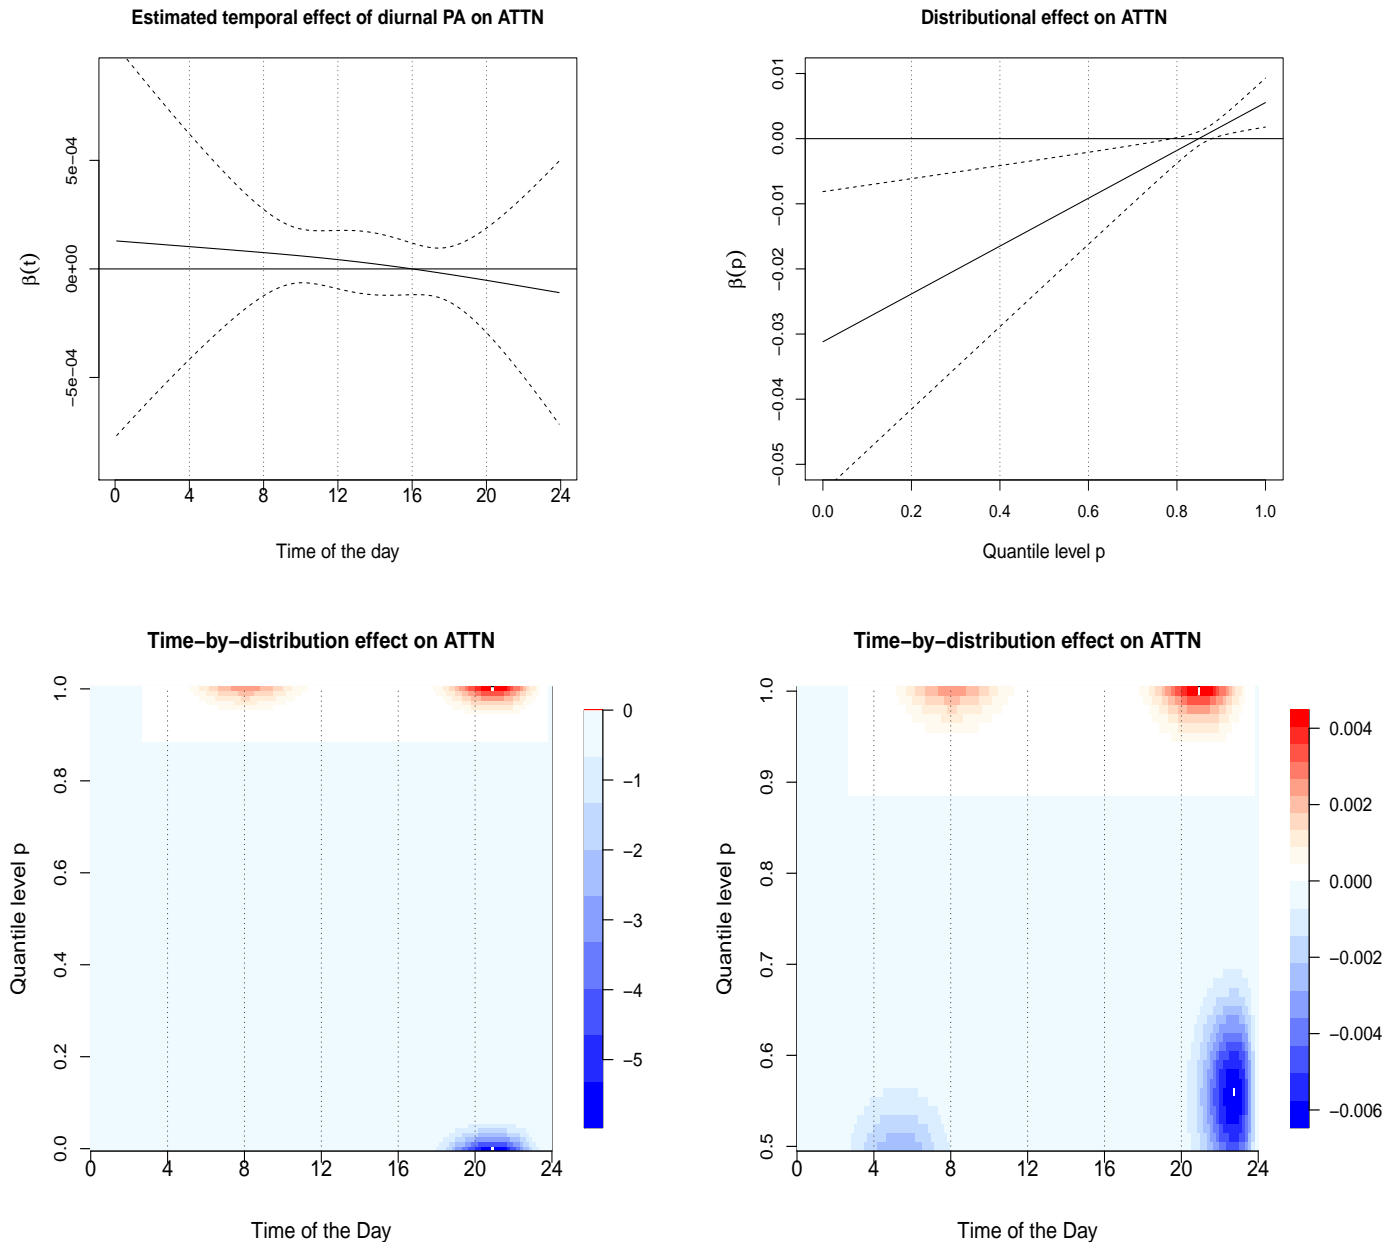 Estimated temporal effect of diurnal PA on ATTN
β(t)
5e−04
0e+00
−5e−04
0 4 8 12 16 20 24
Time of the day
Distributional effect on ATTN
β(p)
0.01
0.00
−0.01
−0.02
−0.03
−0.04
−0.05
0.0 0.2 0.4 0.6 0.8 1.0
Quantile level p
Time−by−distribution effect on ATTN
Quantile level p
1.0
0.8
0.6
0.4
0.2
0.0
0 4 8 12 16 20 24
Time of the Day
0
−1
−2
−3
−4
−5
Time−by−distribution effect on ATTN
Quantile level p
1.0
0.9
0.8
0.7
0.6
0.5
0 4 8 12 16 20 24
Time of the Day
0.004
0.002
0.000
−0.002
−0.004
−0.006